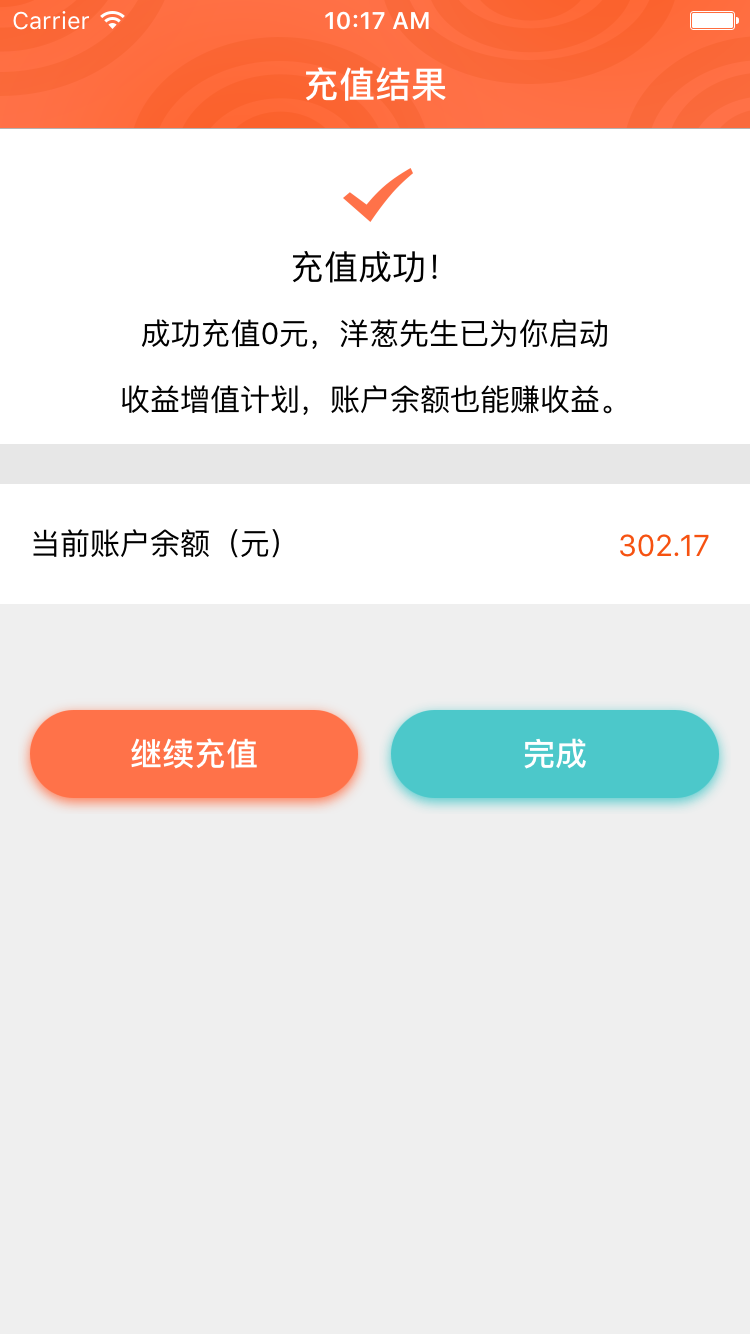 Carrier 10:17 AM
充值结果
充值成功！
成功充值0元，洋葱先生已为你启动
收益增值计划，账户余额也能赚收益。
当前账户余额（元） 302.17
继续充值 完成